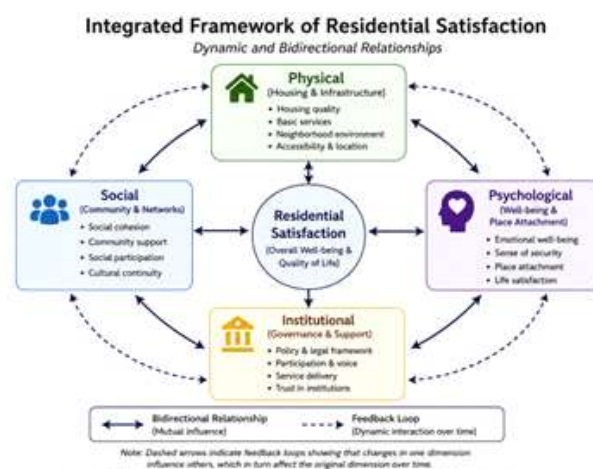 Integrated Framework of Residential Satisfaction
Dynamic and Bidirectional Relationships
Physical
(Housing & Infrastructure)
• Housing quality
• Basic services
• Neighborhood environment
• Accessibility & location
Social
(Community & Networks)
• Social cohesion
• Community support
• Social participation
• Cultural continuity
Residential
Satisfaction
(Overall Well-being &
Quality of Life)
Psychological
(Well-being &
Place Attachment)
• Emotional well-being
• Sense of security
• Place attachment
• Life satisfaction
Institutional
(Governance & Support)
• Policy & legal framework
• Participation & voice
• Service delivery
• Trust in institutions
Bidirectional Relationship
(Mutual influence)
Feedback Loop
(Dynamic interaction over time)
Note: Dashed arrows indicate feedback loops showing that changes in one dimension
influence others, which in turn affect the original dimension over time.